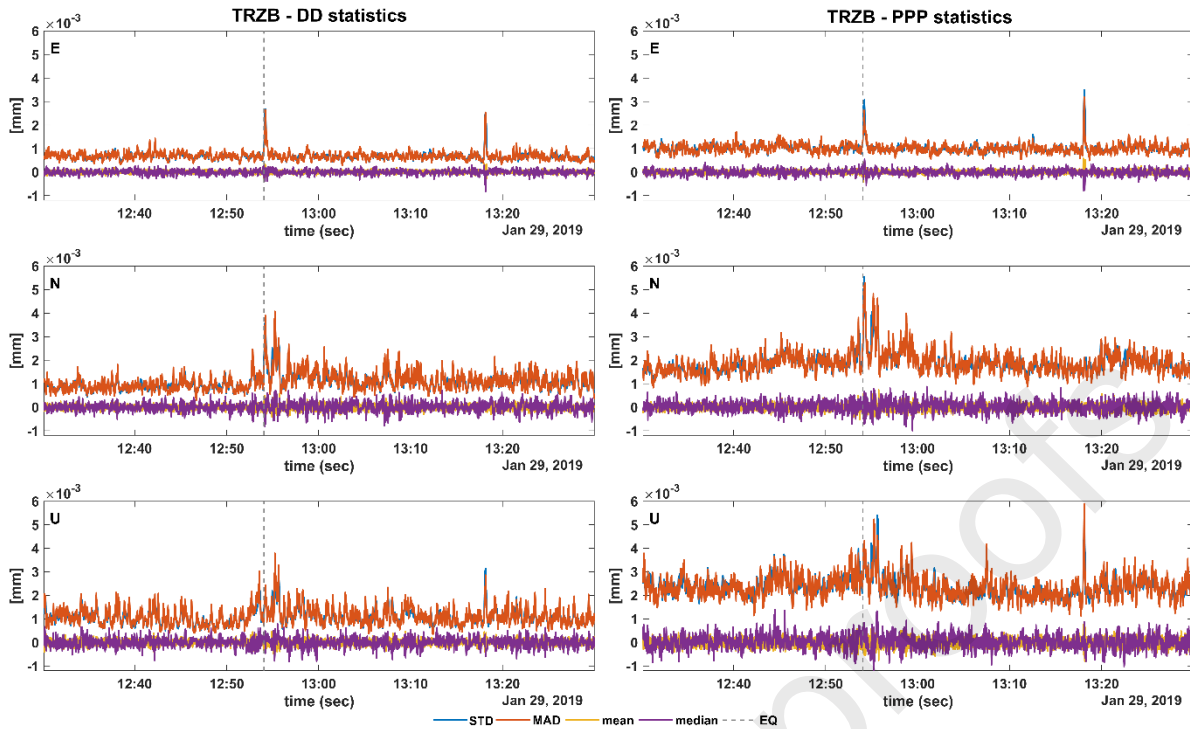 TRZB - DD statistics
×10⁻³
E
6
5
4
3
2
1
0
-1
[mm]
12:40 12:50 13:00 13:10 13:20
time (sec)
Jan 29, 2019
×10⁻³
N
6
5
4
3
2
1
0
-1
[mm]
12:40 12:50 13:00 13:10 13:20
time (sec)
Jan 29, 2019
×10⁻³
U
6
5
4
3
2
1
0
-1
[mm]
12:40 12:50 13:00 13:10 13:20
time (sec)
Jan 29, 2019
TRZB - PPP statistics
×10⁻³
E
6
5
4
3
2
1
0
-1
[mm]
12:40 12:50 13:00 13:10 13:20
time (sec)
Jan 29, 2019
×10⁻³
N
6
5
4
3
2
1
0
-1
[mm]
12:40 12:50 13:00 13:10 13:20
time (sec)
Jan 29, 2019
×10⁻³
U
6
5
4
3
2
1
0
-1
[mm]
12:40 12:50 13:00 13:10 13:20
time (sec)
Jan 29, 2019
STD MAD mean median EQ
proofs